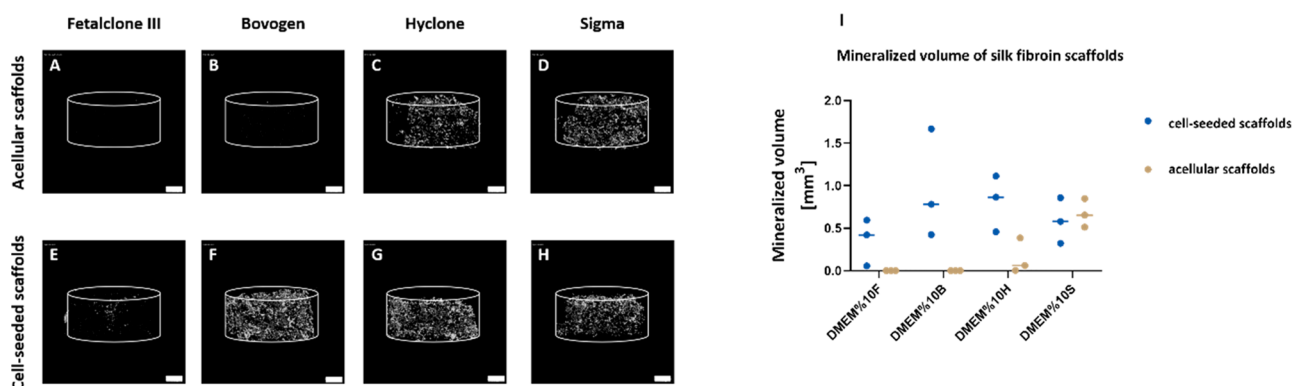 Fetalclone III
Bovogen
Hyclone
Sigma
Acellular scaffolds
A
B
C
D
Cell-seeded scaffolds
E
F
G
H
I
Mineralized volume of silk fibroin scaffolds
Mineralized volume
[mm³]
2.0
1.5
1.0
0.5
0.0
DMEM%10F
DMEM%10B
DMEM%10H
DMEM%10S
cell-seeded scaffolds
acellular scaffolds